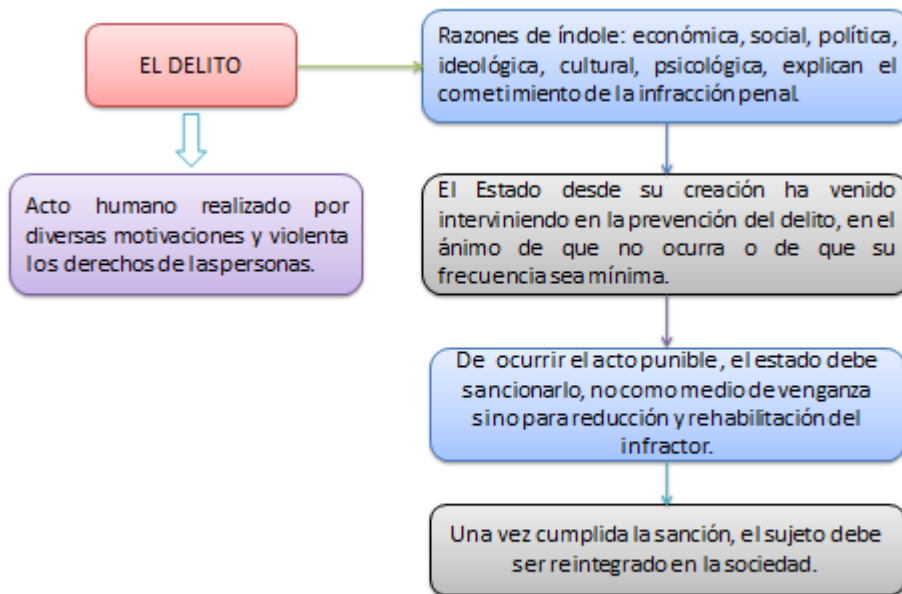 EL DELITO
Razones de índole: económica, social, política,
ideológica, cultural, psicológica, explican el
cometimiento de la infracción penal.
Acto humano realizado por
diversas motivaciones y violenta
los derechos de laspersonas.
El Estado desde su creación ha venido
interviniendo en la prevención del delito, en el
ánimo de que no ocurra o de que su
frecuencia sea mínima.
De ocurrir el acto punible, el estado debe
sancionarlo, no como medio de venganza
sino para reducción y rehabilitación del
infractor.
Una vez cumplida la sanción, el sujeto debe
ser reintegrado en la sociedad.